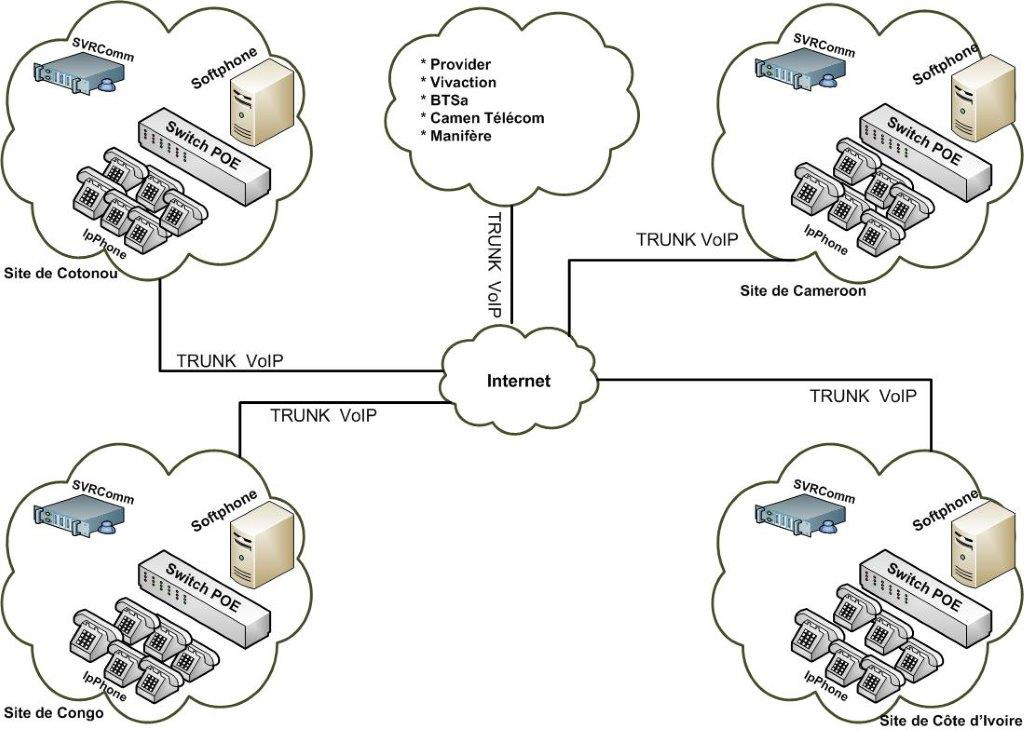 SVRComm
Softphone
Switch POE
IpPhone
Site de Cotonou
* Provider
* Vivaction
* BTSa
* Camen Télécom
* Manifère
SVRComm
Softphone
Switch POE
IpPhone
Site de Cameroon
TRUNK VoIP
TRUNK VoIP
TRUNK VoIP
Internet
TRUNK VoIP
TRUNK VoIP
SVRComm
Softphone
Switch POE
IpPhone
Site de Congo
SVRComm
Softphone
Switch POE
IpPhone
Site de Côte d'Ivoire